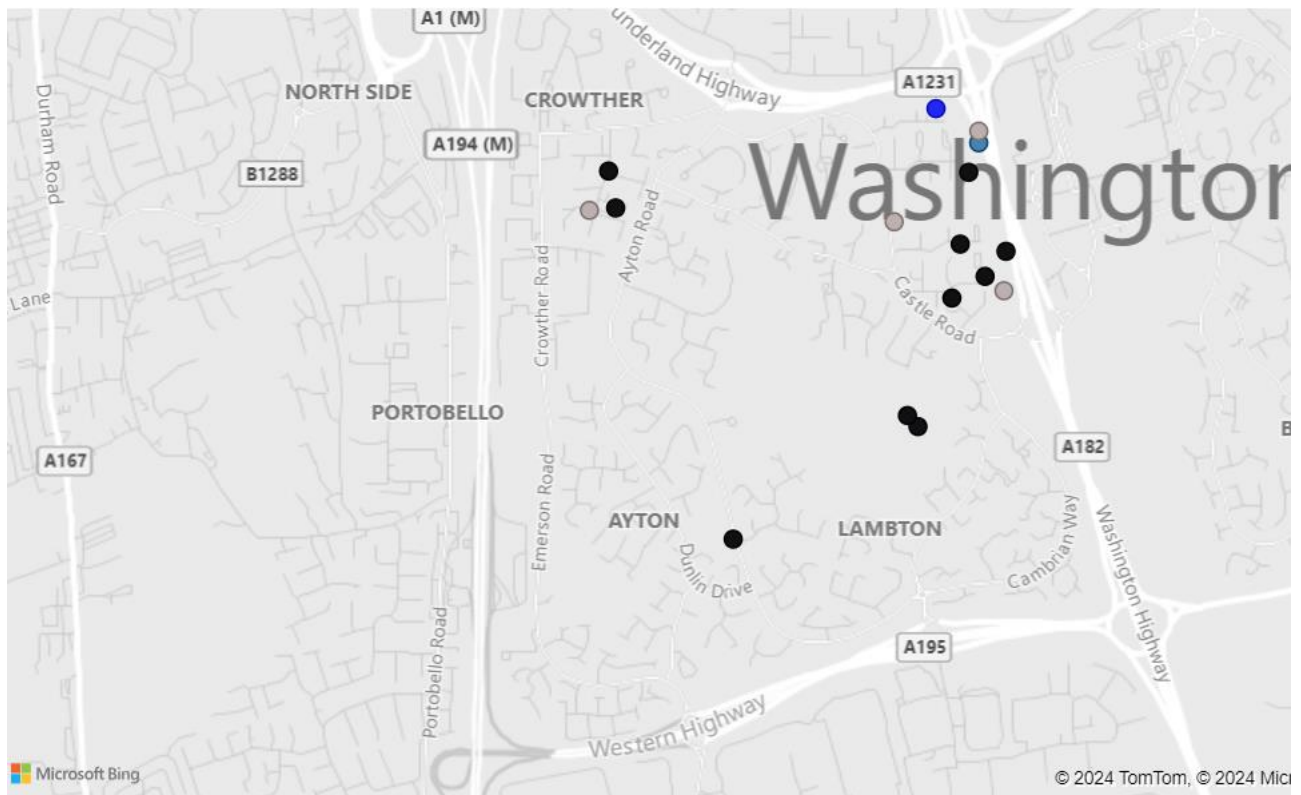 A1 (M)
underland Highway
NORTH SIDE
CROWTHER
A1231
Durham Road
A194 (M)
B1288
Washington
Ayton Road
Lane
Crowther Road
Castle Road
PORTOBELLO
A167
A182
B
Emerson Road
AYTON
LAMBTON
Cambrian Way
Washington Highway
Dunlin Drive
Portobello Road
A195
Western Highway
Microsoft Bing
© 2024 TomTom, © 2024 Micr